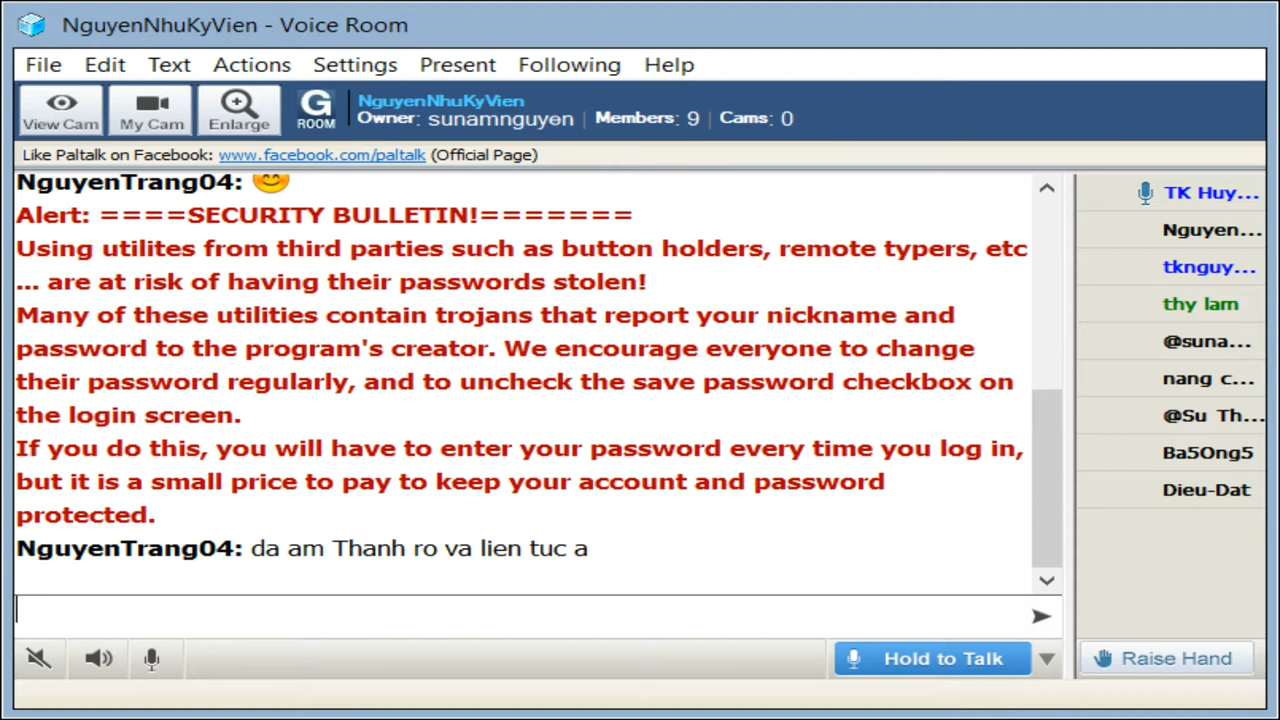 NguyenNhuKyVien - Voice Room
File Edit Text Actions Settings Present Following Help
View Cam My Cam Enlarge G ROOM
NguyenNhuKyVien
Owner: sunamnguyen | Members: 9 | Cams: 0
Like Paltalk on Facebook: www.facebook.com/paltalk (Official Page)
NguyenTrang04:
Alert: ====SECURITY BULLETIN!=======
Using utilites from third parties such as button holders, remote typers, etc
... are at risk of having their passwords stolen!
Many of these utilities contain trojans that report your nickname and
password to the program's creator. We encourage everyone to change
their password regularly, and to uncheck the save password checkbox on
the login screen.
If you do this, you will have to enter your password every time you log in,
but it is a small price to pay to keep your account and password
protected.
NguyenTrang04: da am Thanh ro va lien tuc a
TK Huy...
Nguyen...
tknguy...
thy lam
@suna...
nang c...
@Su Th...
Ba5Ong5
Dieu-Dat
Hold to Talk
Raise Hand